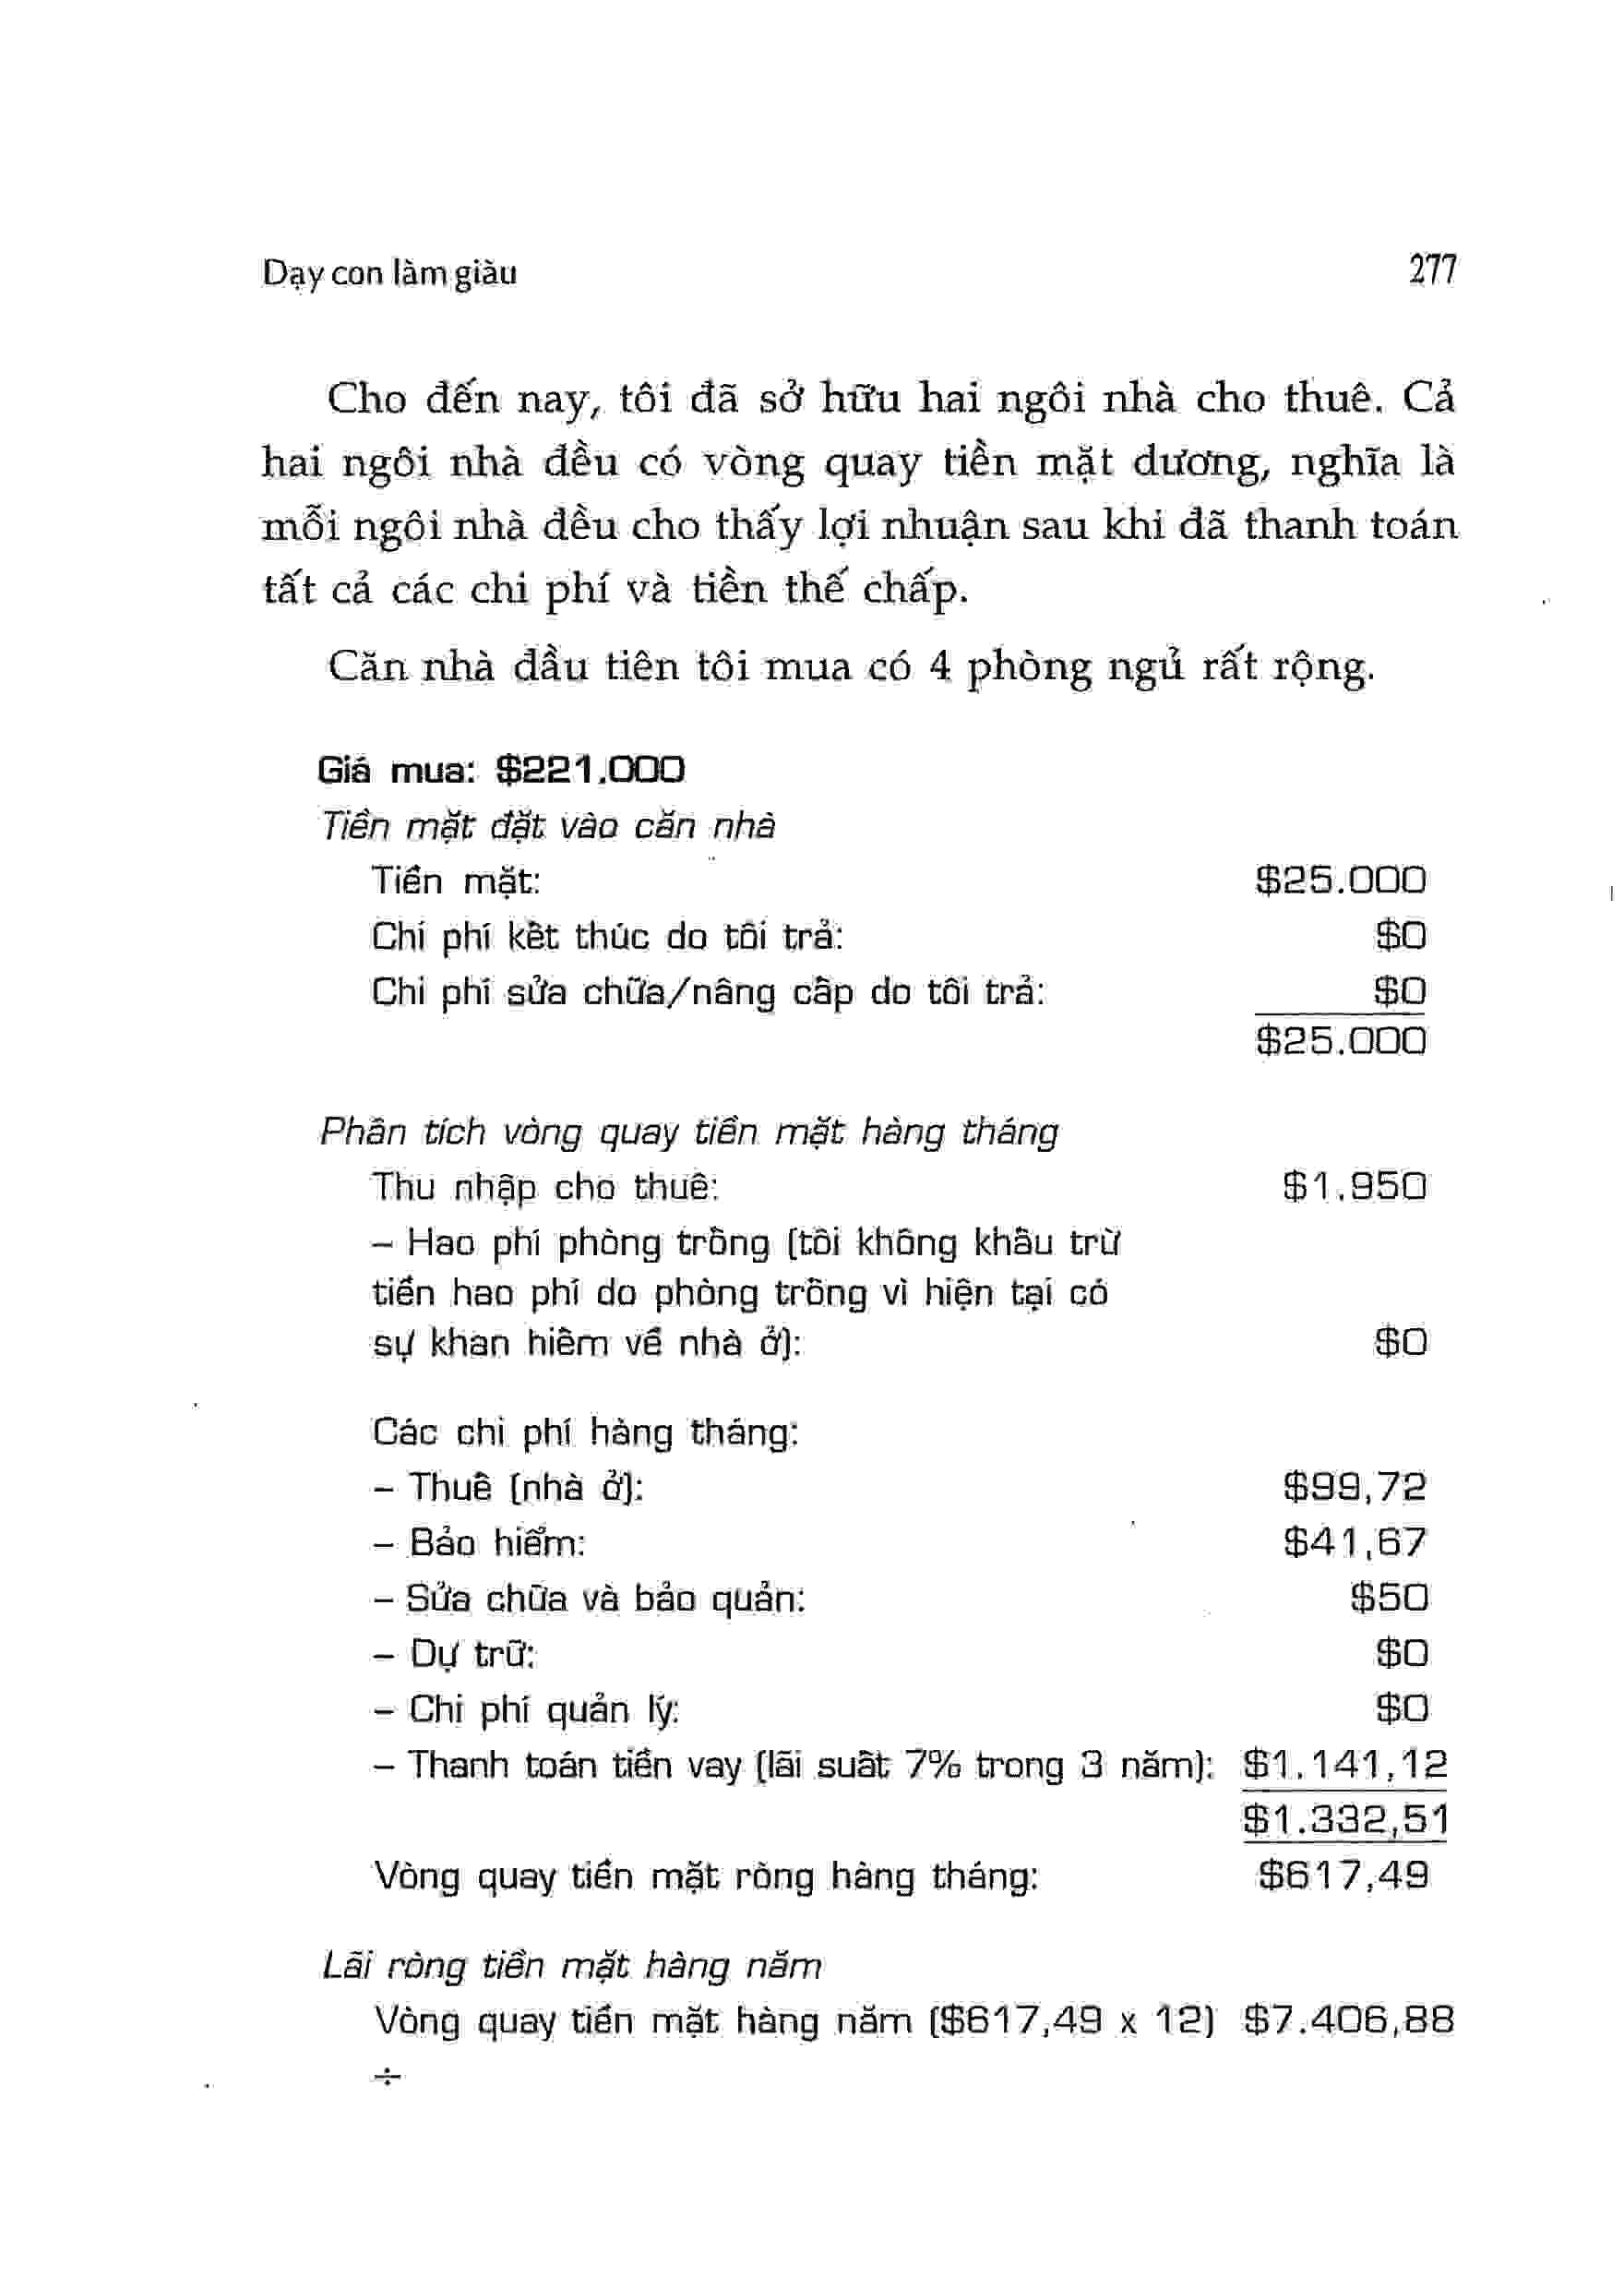 Dạy con làm giàu 277
Cho đến nay, tôi đã sở hữu hai ngôi nhà cho thuê. Cả
hai ngôi nhà đều có vòng quay tiền mặt dương, nghĩa là
mỗi ngôi nhà đều cho thấy lợi nhuận sau khi đã thanh toán
tất cả các chi phí và tiền thế chấp.
Căn nhà đầu tiên tôi mua có 4 phòng ngủ rất rộng.
Giá mua: $221.000
Tiền mặt đặt vào căn nhà
Tiền mặt: $25.000
Chi phí kết thúc do tôi trả: $0
Chi phí sửa chữa/nâng cấp do tôi trả: $0
$25.000
Phân tích vòng quay tiền mặt hàng tháng
Thu nhập cho thuê: $1.950
– Hao phí phòng trống (tôi không khấu trừ
tiền hao phí do phòng trống vì hiện tại có
sự khan hiếm về nhà ở): $0
Các chi phí hàng tháng:
– Thuế (nhà ở): $99,72
– Bảo hiểm: $41,67
– Sửa chữa và bảo quản: $50
– Dự trữ: $0
– Chi phí quản lý: $0
– Thanh toán tiền vay (lãi suất 7% trong 3 năm): $1.141,12
$1.332,51
Vòng quay tiền mặt ròng hàng tháng: $617,49
Lãi ròng tiền mặt hàng năm
Vòng quay tiền mặt hàng năm ($617,49 x 12) $7.406,88
÷